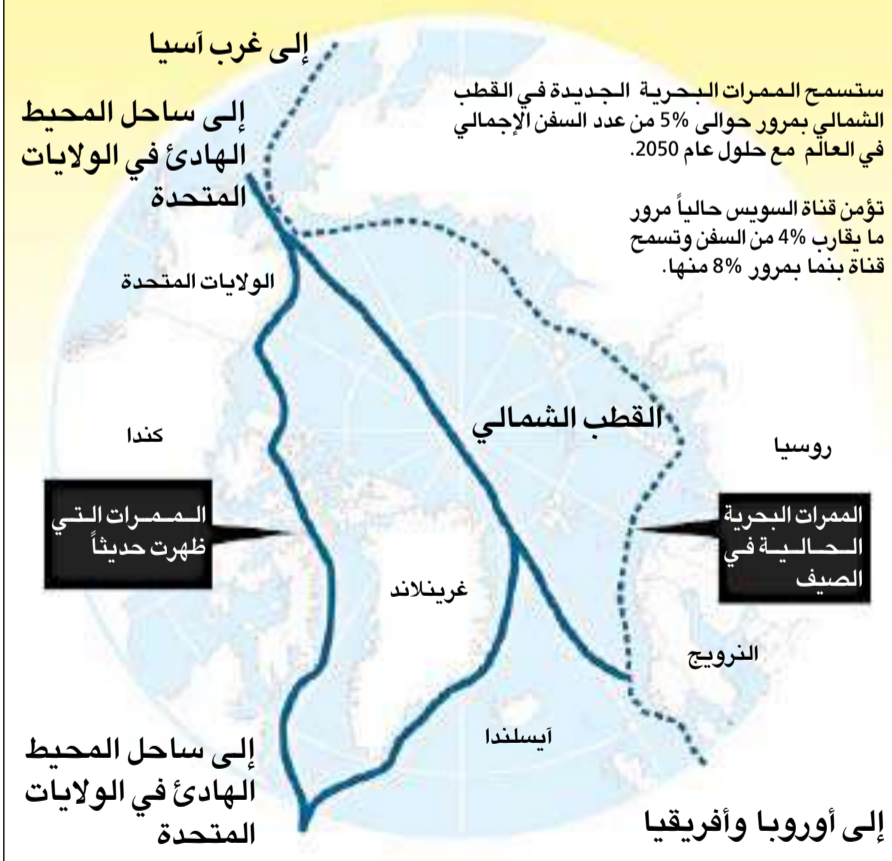 إلى غرب آسيا
إلى ساحل المحيط
الهادئ في الولايات
المتحدة
ستسمح الممرات البحرية الجديدة في القطب
الشمالي بمرور حوالى 5% من عدد السفن الإجمالي
في العالم مع حلول عام 2050.
تؤمن قناة السويس حالياً مرور
ما يقارب 4% من السفن وتسمح
قناة بنما بمرور 8% منها.
الولايات المتحدة
القطب الشمالي
كندا
روسيا
الممرات البحرية
الحالية في
الصيف
الممرات التي
ظهرت حديثاً
غرينلاند
النرويج
آيسلندا
إلى ساحل المحيط
الهادئ في الولايات
المتحدة
إلى أوروبا وأفريقيا